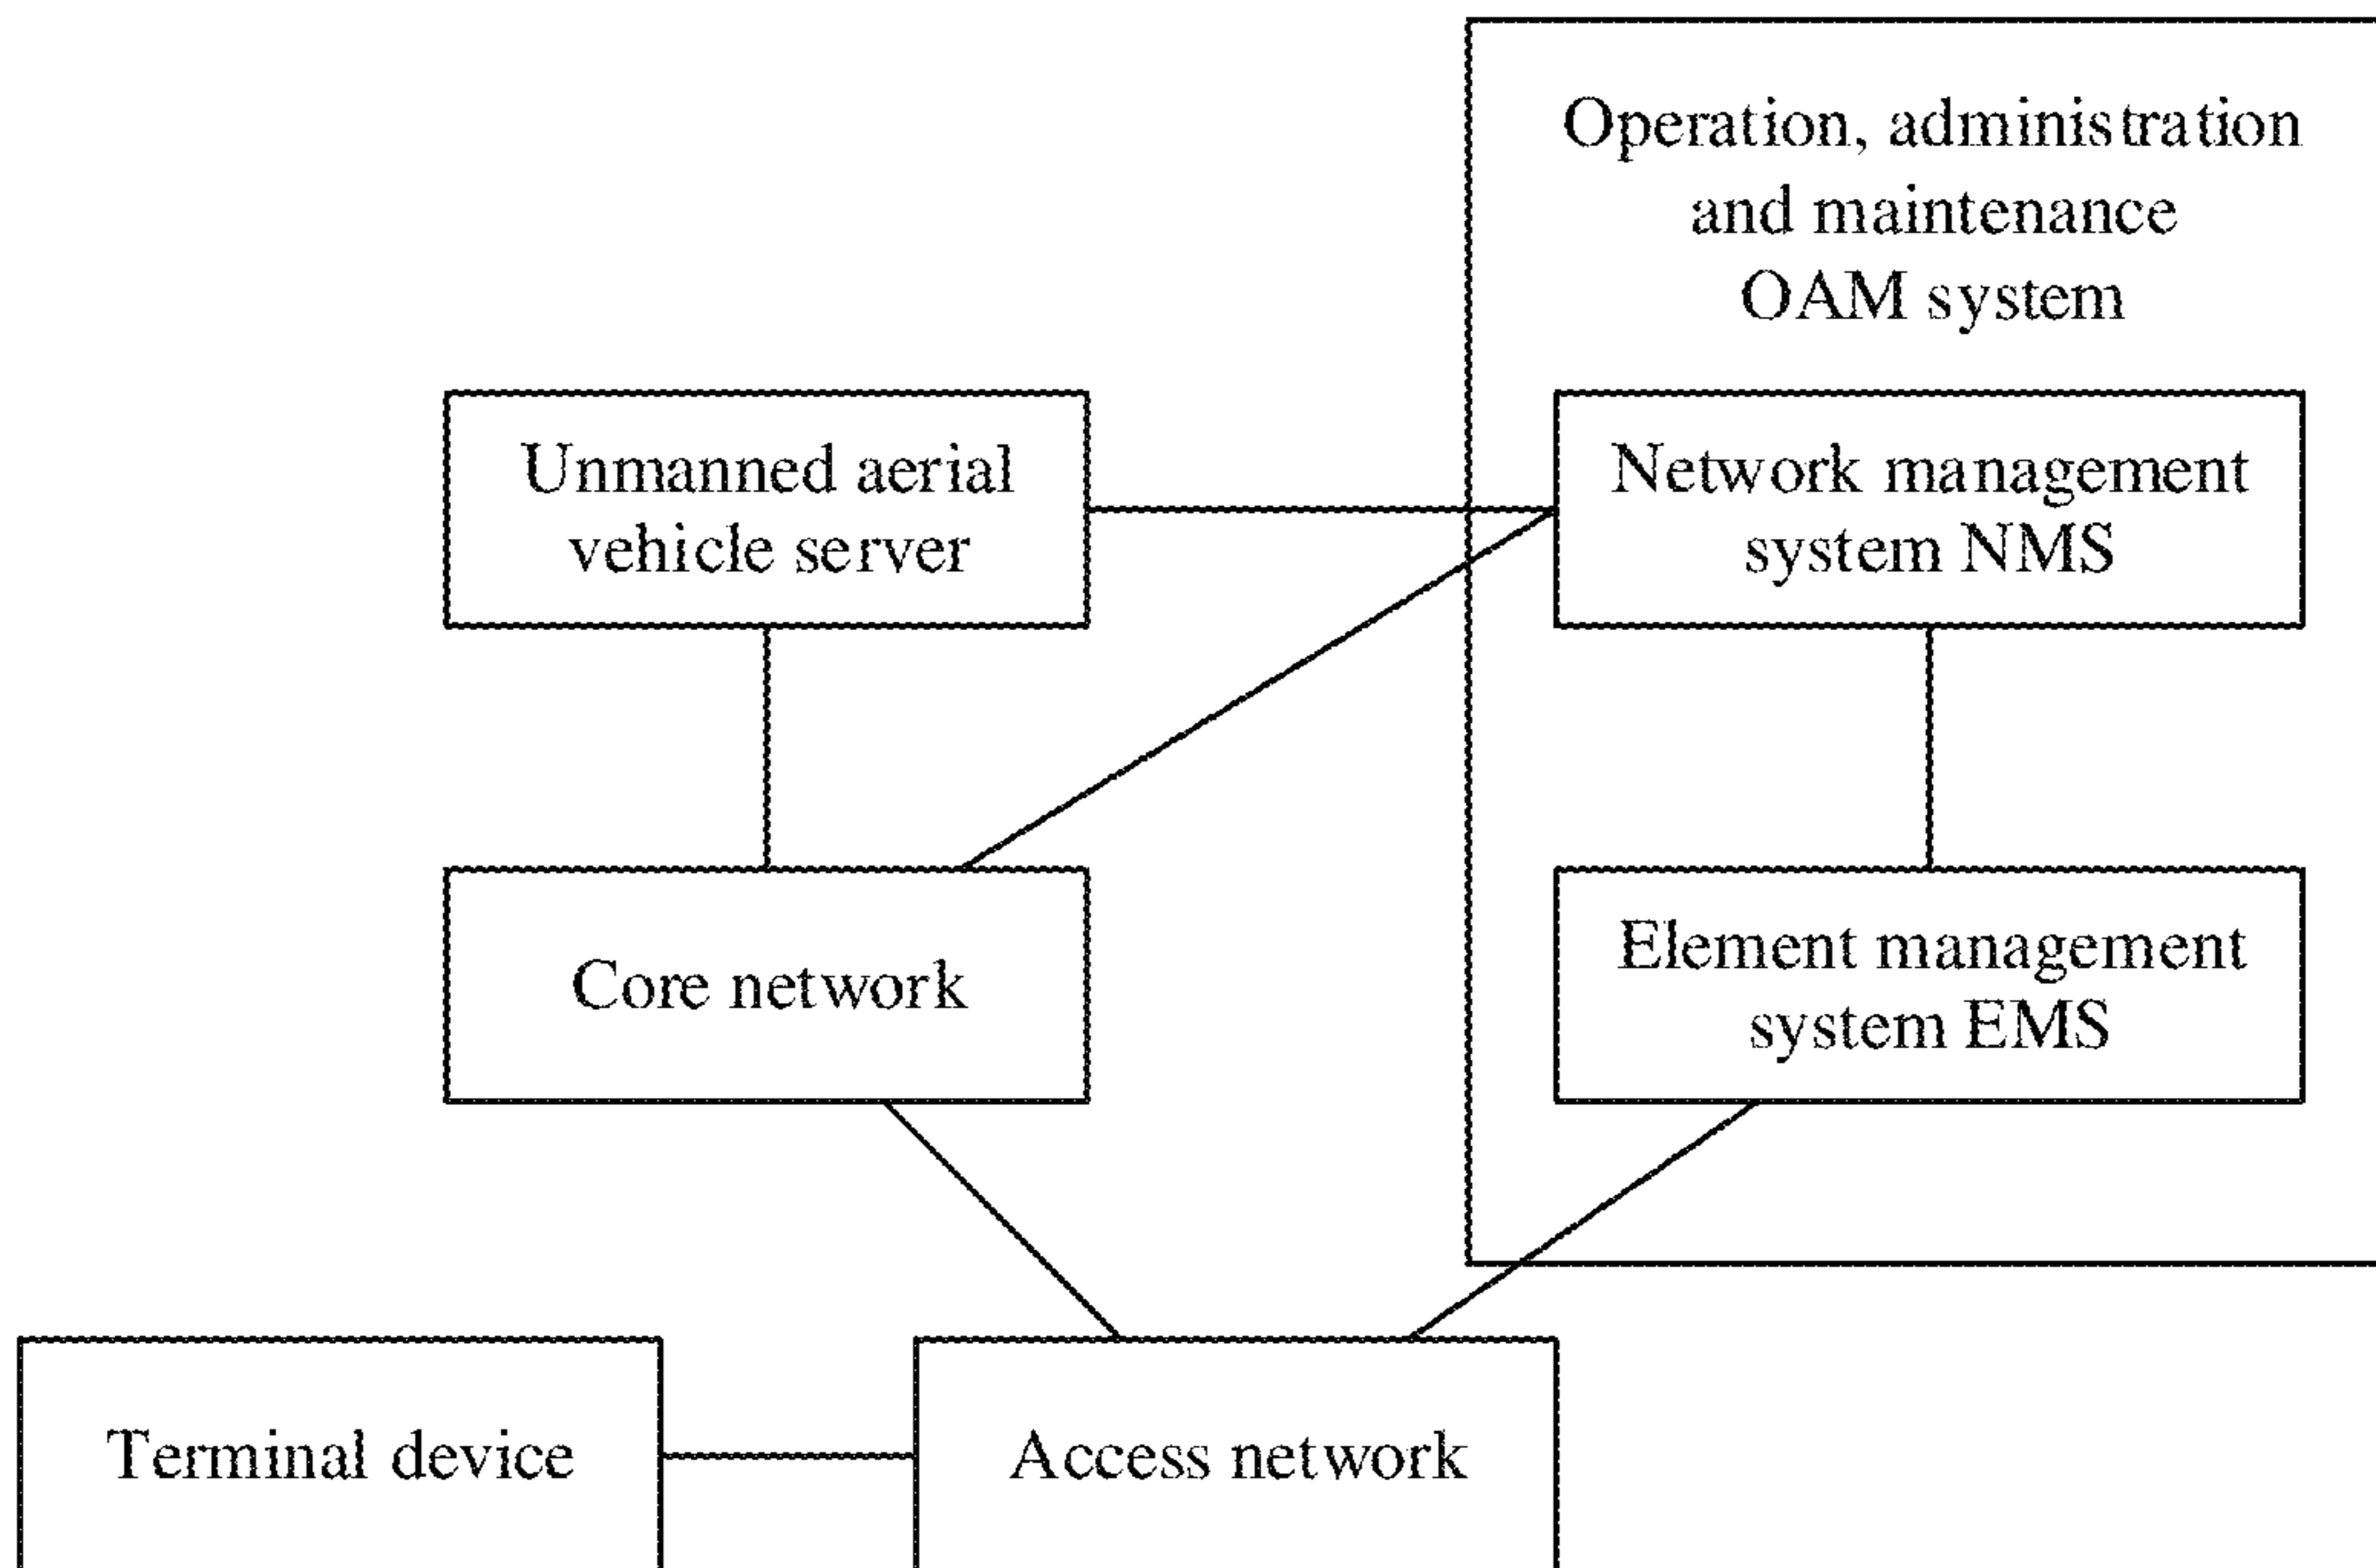 Operation, administration
and maintenance
OAM system
Unmanned aerial
vehicle server
Network management
system NMS
Core network
Element management
system EMS
Terminal device
Access network